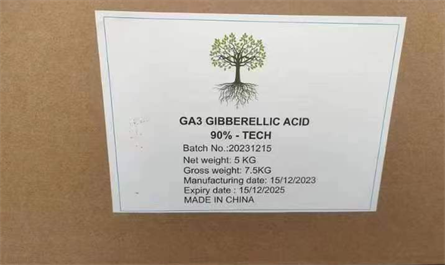 GA3 GIBBERELLIC ACID
90% - TECH
Batch No.:20231215
Net weight: 5 KG
Gross weight: 7.5KG
Manufacturing date: 15/12/2023
Expiry date : 15/12/2025
MADE IN CHINA